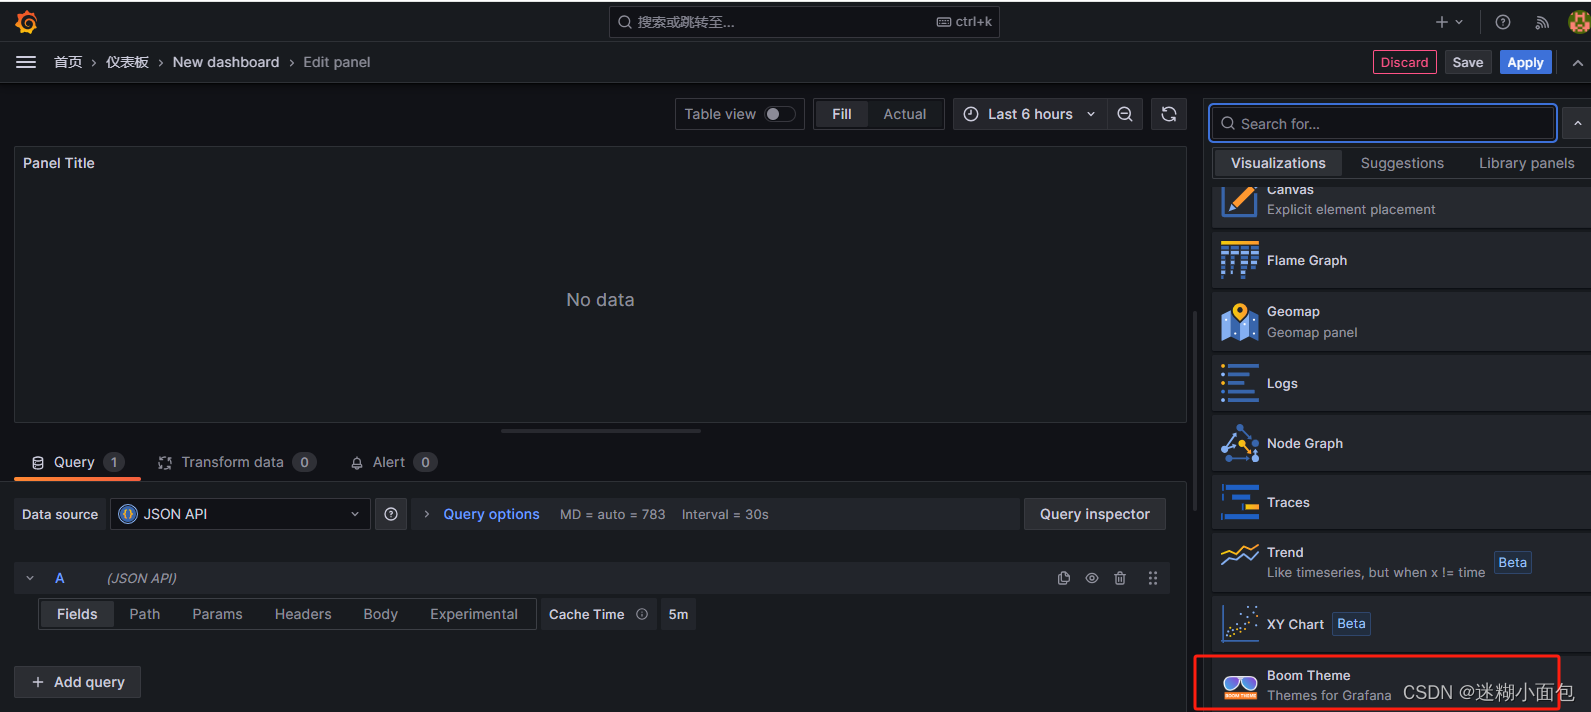 搜索或跳转至...
ctrl+k
首页 › 仪表板 › New dashboard › Edit panel
Discard
Save
Apply
Table view
Fill
Actual
Last 6 hours
Panel Title
No data
Query 1
Transform data 0
Alert 0
Data source
JSON API
Query options
MD = auto = 783
Interval = 30s
Query inspector
A
(JSON API)
Fields
Path
Params
Headers
Body
Experimental
Cache Time
5m
+ Add query
Search for...
Visualizations
Suggestions
Library panels
Canvas
Explicit element placement
Flame Graph
Geomap
Geomap panel
Logs
Node Graph
Traces
Trend
Like timeseries, but when x != time
Beta
XY Chart
Beta
BOOM THEME
Boom Theme
Themes for Grafana
CSDN @迷糊小面包